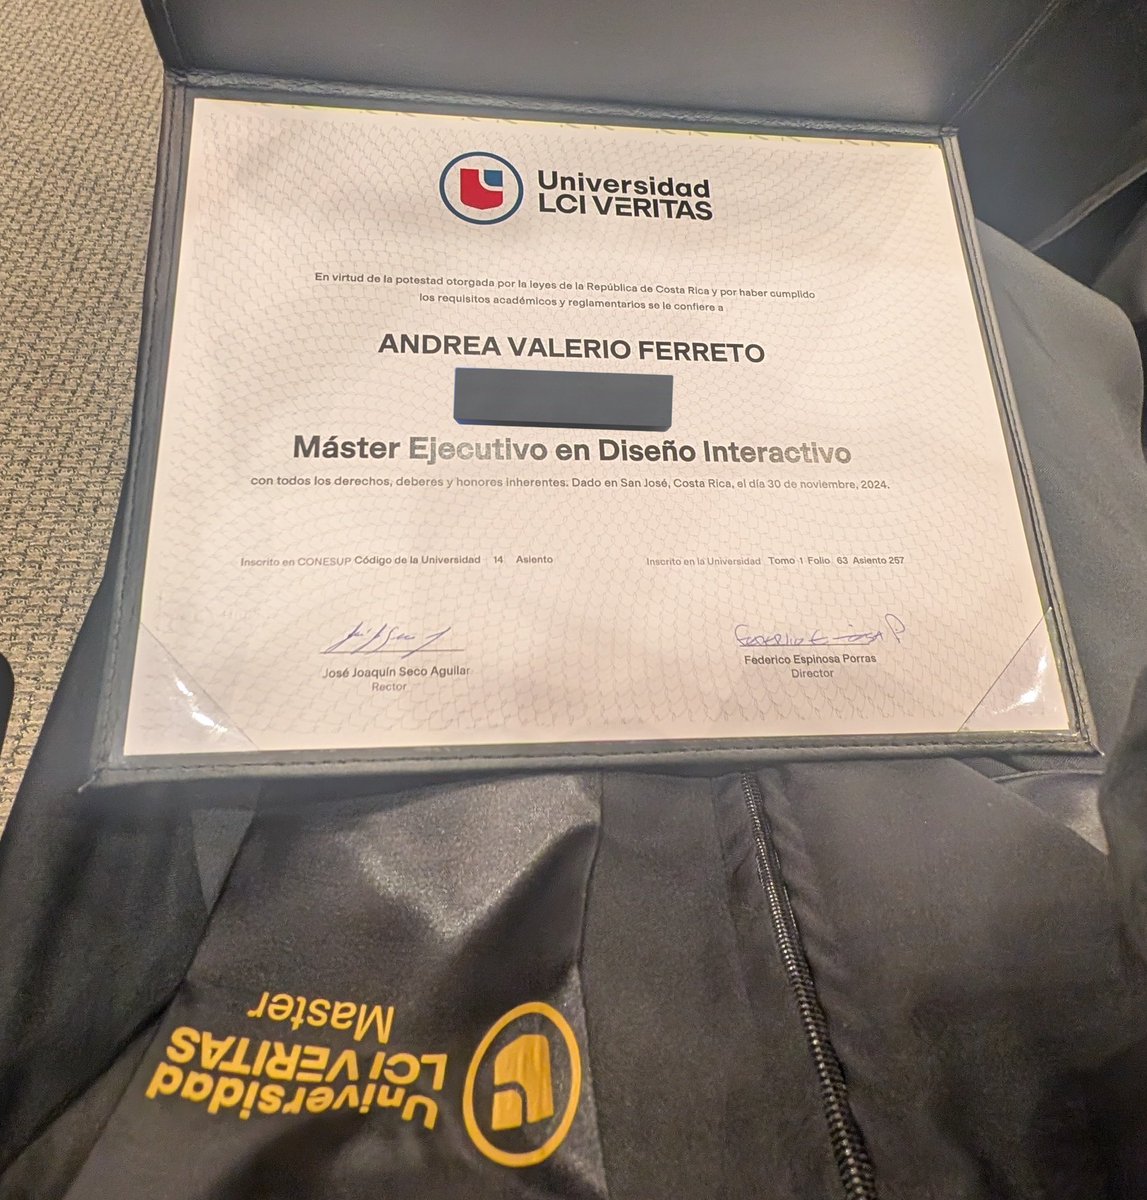 Universidad
LCI VERITAS
En virtud de la potestad otorgada por la leyes de la República de Costa Rica y por haber cumplido
los requisitos académicos y reglamentarios se le confiere a
ANDREA VALERIO FERRETO
Máster Ejecutivo en Diseño Interactivo
con todos los derechos, deberes y honores inherentes. Dado en San José, Costa Rica, el día 30 de noviembre, 2024.
Inscrito en CONESUP Código de la Universidad 14 Asiento
Inscrito en la Universidad Tomo 1 Folio 63 Asiento 257
José Joaquín Seco Aguilar
Rector
Federico Espinosa Porras
Director
Universidad
LCI VERITAS
Master